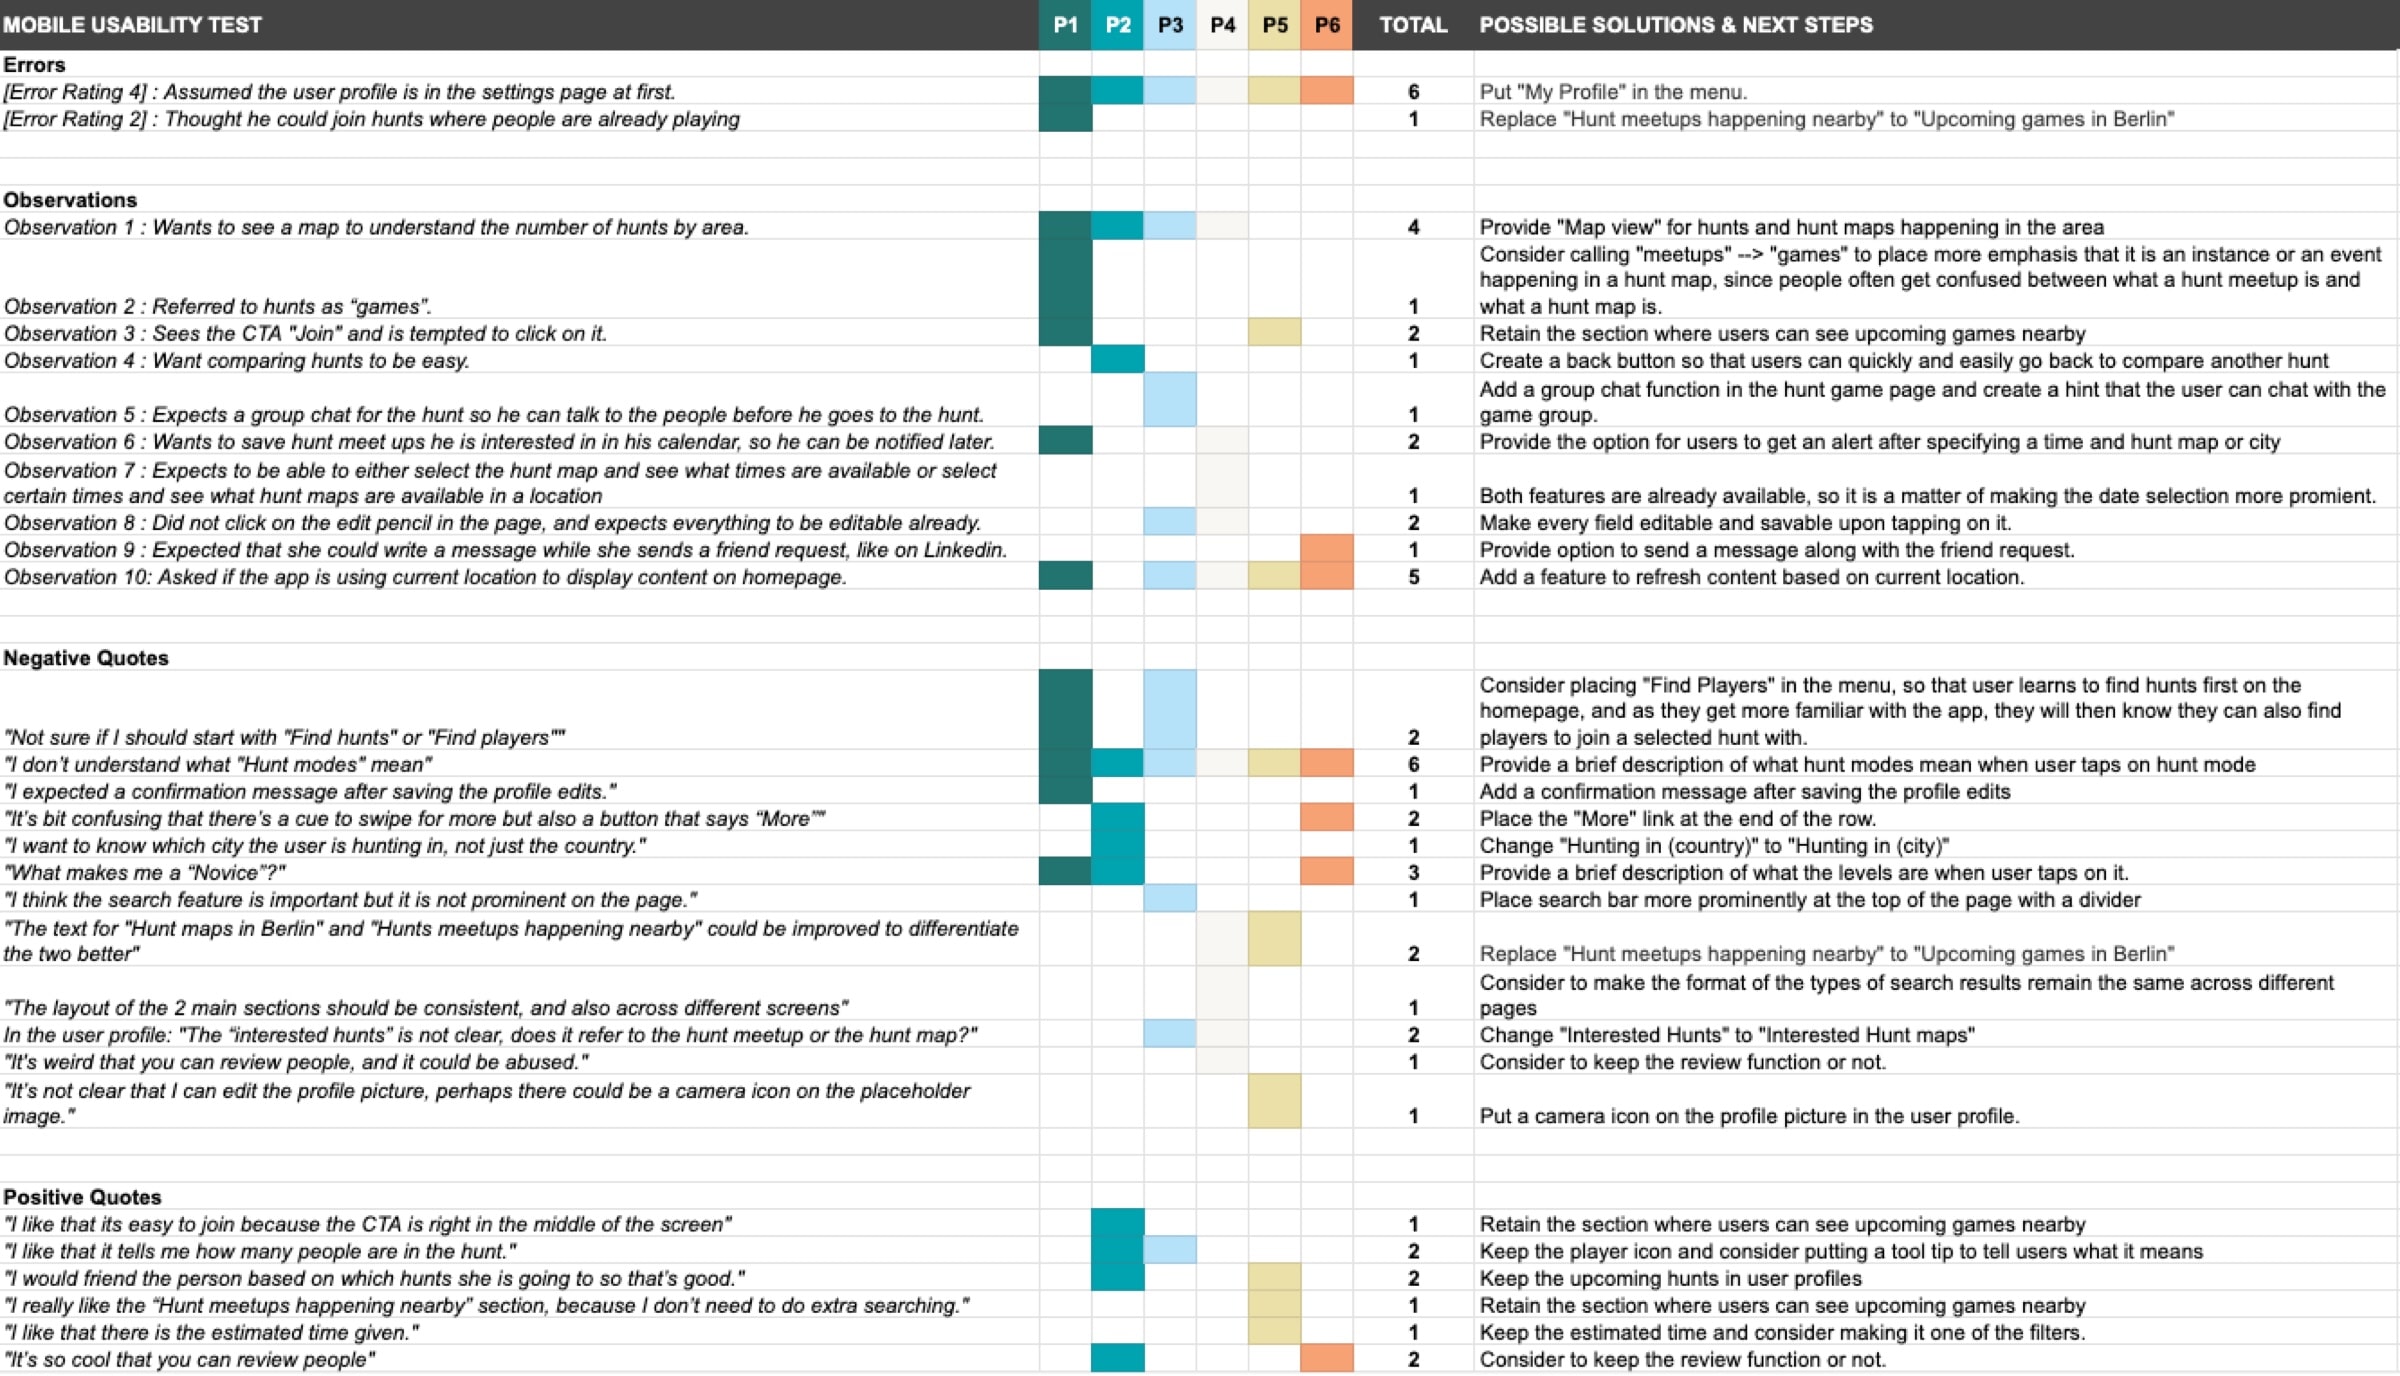 MOBILE USABILITY TEST P1 P2 P3 P4 P5 P6 TOTAL POSSIBLE SOLUTIONS & NEXT STEPS
Errors
[Error Rating 4] : Assumed the user profile is in the settings page at first. 6 Put "My Profile" in the menu.
[Error Rating 2] : Thought he could join hunts where people are already playing 1 Replace "Hunt meetups happening nearby" to "Upcoming games in Berlin"
Observations
Observation 1 : Wants to see a map to understand the number of hunts by area. 4 Provide "Map view" for hunts and hunt maps happening in the area
Consider calling "meetups" --> "games" to place more emphasis that it is an instance or an event
happening in a hunt map, since people often get confused between what a hunt meetup is and
Observation 2 : Referred to hunts as “games”. 1 what a hunt map is.
Observation 3 : Sees the CTA "Join" and is tempted to click on it. 2 Retain the section where users can see upcoming games nearby
Observation 4 : Want comparing hunts to be easy. 1 Create a back button so that users can quickly and easily go back to compare another hunt
Add a group chat function in the hunt game page and create a hint that the user can chat with the
Observation 5 : Expects a group chat for the hunt so he can talk to the people before he goes to the hunt. 1 game group.
Observation 6 : Wants to save hunt meet ups he is interested in in his calendar, so he can be notified later. 2 Provide the option for users to get an alert after specifying a time and hunt map or city
Observation 7 : Expects to be able to either select the hunt map and see what times are available or select
certain times and see what hunt maps are available in a location 1 Both features are already available, so it is a matter of making the date selection more promient.
Observation 8 : Did not click on the edit pencil in the page, and expects everything to be editable already. 2 Make every field editable and savable upon tapping on it.
Observation 9 : Expected that she could write a message while she sends a friend request, like on Linkedin. 1 Provide option to send a message along with the friend request.
Observation 10: Asked if the app is using current location to display content on homepage. 5 Add a feature to refresh content based on current location.
Negative Quotes
Consider placing "Find Players" in the menu, so that user learns to find hunts first on the
homepage, and as they get more familiar with the app, they will then know they can also find
"Not sure if I should start with "Find hunts" or "Find players"" 2 players to join a selected hunt with.
"I don’t understand what "Hunt modes" mean" 6 Provide a brief description of what hunt modes mean when user taps on hunt mode
"I expected a confirmation message after saving the profile edits." 1 Add a confirmation message after saving the profile edits
"It’s bit confusing that there’s a cue to swipe for more but also a button that says “More”" 2 Place the "More" link at the end of the row.
"I want to know which city the user is hunting in, not just the country." 1 Change "Hunting in (country)" to "Hunting in (city)"
"What makes me a “Novice”?" 3 Provide a brief description of what the levels are when user taps on it.
"I think the search feature is important but it is not prominent on the page." 1 Place search bar more prominently at the top of the page with a divider
"The text for "Hunt maps in Berlin" and "Hunts meetups happening nearby" could be improved to differentiate
the two better" 2 Replace "Hunt meetups happening nearby" to "Upcoming games in Berlin"
Consider to make the format of the types of search results remain the same across different
"The layout of the 2 main sections should be consistent, and also across different screens" 1 pages
In the user profile: "The “interested hunts” is not clear, does it refer to the hunt meetup or the hunt map?" 2 Change "Interested Hunts" to "Interested Hunt maps"
"It's weird that you can review people, and it could be abused." 1 Consider to keep the review function or not.
"It’s not clear that I can edit the profile picture, perhaps there could be a camera icon on the placeholder
image." 1 Put a camera icon on the profile picture in the user profile.
Positive Quotes
"I like that its easy to join because the CTA is right in the middle of the screen" 1 Retain the section where users can see upcoming games nearby
"I like that it tells me how many people are in the hunt." 2 Keep the player icon and consider putting a tool tip to tell users what it means
"I would friend the person based on which hunts she is going to so that’s good." 2 Keep the upcoming hunts in user profiles
"I really like the “Hunt meetups happening nearby” section, because I don’t need to do extra searching." 1 Retain the section where users can see upcoming games nearby
"I like that there is the estimated time given." 1 Keep the estimated time and consider making it one of the filters.
"It’s so cool that you can review people" 2 Consider to keep the review function or not.